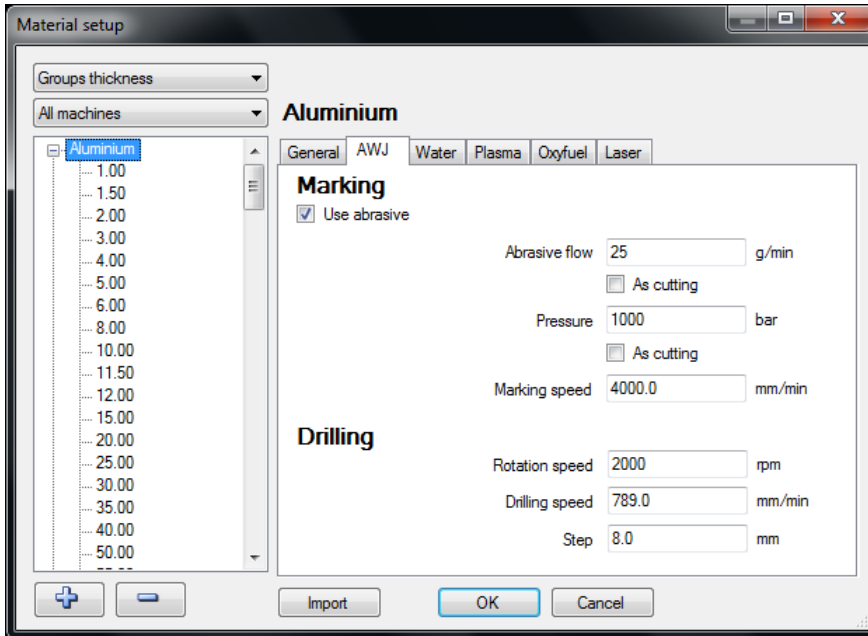 Material setup
Groups thickness
All machines
Aluminium
1.00
1.50
2.00
3.00
4.00
5.00
6.00
8.00
10.00
11.50
12.00
15.00
20.00
25.00
30.00
35.00
40.00
50.00
Aluminium
General AWJ Water Plasma Oxyfuel Laser
Marking
Use abrasive
Abrasive flow 25 g/min
As cutting
Pressure 1000 bar
As cutting
Marking speed 4000.0 mm/min
Drilling
Rotation speed 2000 rpm
Drilling speed 789.0 mm/min
Step 8.0 mm
Import OK Cancel